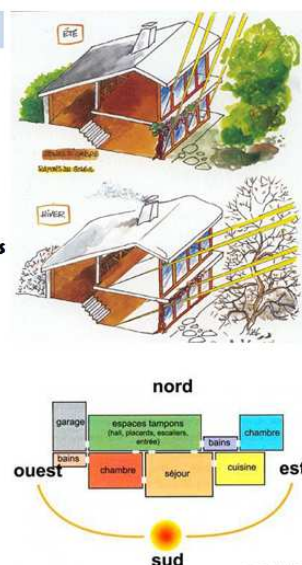 ÉTÉ
HIVER
s
nord
garage
espaces tampons
(hall, placards, escaliers,
entrée)
bains
chambre
ouest
bains
chambre
séjour
cuisine
est
sud